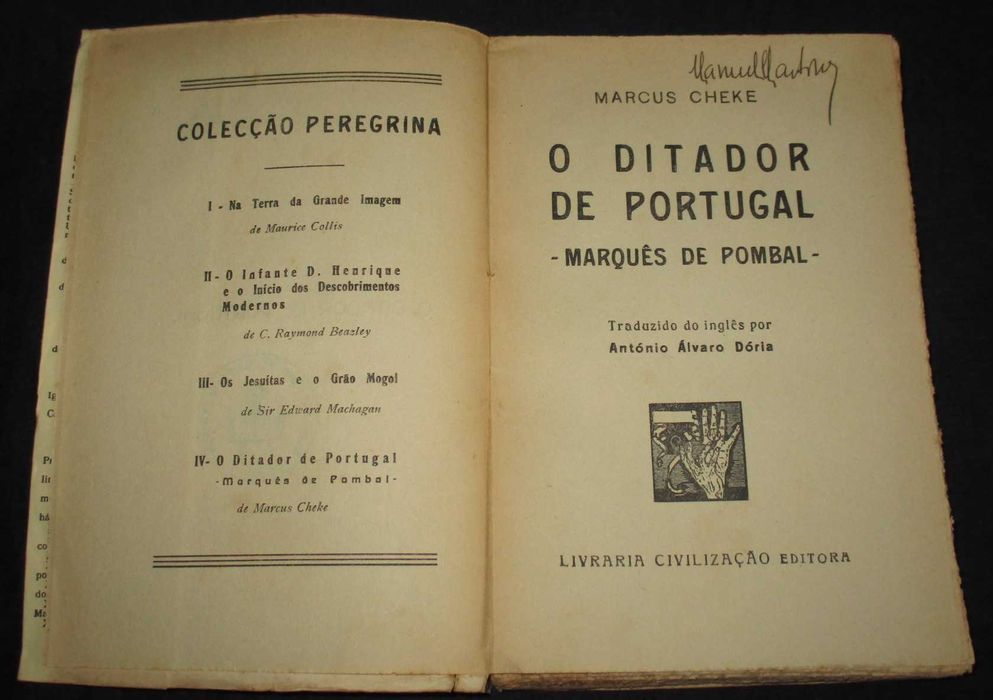 COLECÇÃO PEREGRINA
I - Na Terra da Grande Imagem
de Maurice Collis
II - O Infante D. Henrique
e o Início dos Descobrimentos
Modernos
de C. Raymond Beazley
III - Os Jesuítas e o Grão Mogol
de Sir Edward Machagan
IV - O Ditador de Portugal
- Marquês de Pombal -
de Marcus Cheke
MARCUS CHEKE
O DITADOR
DE PORTUGAL
- MARQUÊS DE POMBAL -
Traduzido do inglês por
António Álvaro Dória
LIVRARIA CIVILIZAÇÃO EDITORA